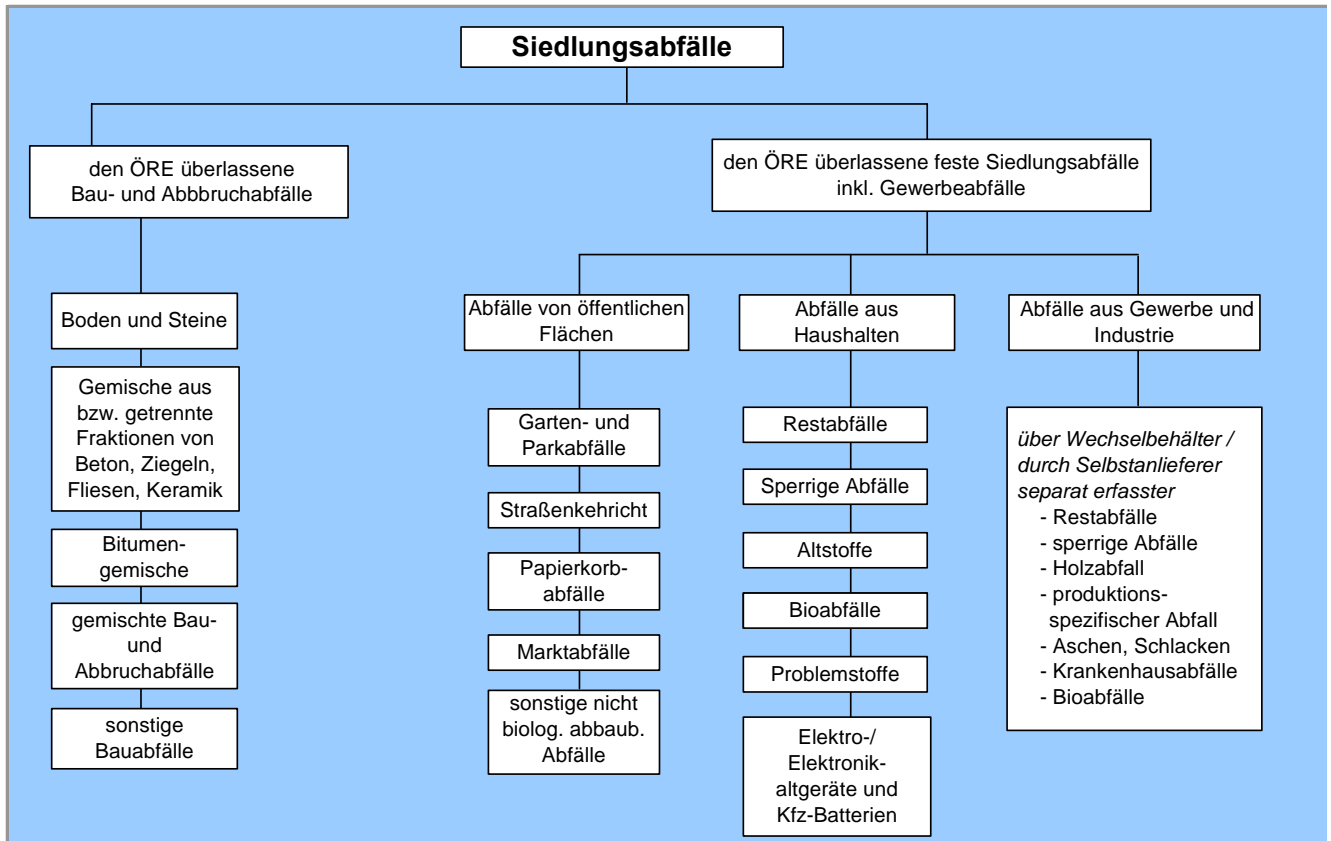 Siedlungsabfälle
den ÖRE überlassene
Bau- und Abbbruchabfälle
den ÖRE überlassene feste Siedlungsabfälle
inkl. Gewerbeabfälle
Boden und Steine
Gemische aus
bzw. getrennte
Fraktionen von
Beton, Ziegeln,
Fliesen, Keramik
Bitumen-
gemische
gemischte Bau-
und
Abbruchabfälle
sonstige
Bauabfälle
Abfälle von öffentlichen
Flächen
Garten- und
Parkabfälle
Straßenkehricht
Papierkorb-
abfälle
Marktabfälle
sonstige nicht
biolog. abbaub.
Abfälle
Abfälle aus
Haushalten
Restabfälle
Sperrige Abfälle
Altstoffe
Bioabfälle
Problemstoffe
Elektro-/
Elektronik-
altgeräte und
Kfz-Batterien
Abfälle aus Gewerbe und
Industrie
über Wechselbehälter /
durch Selbstanlieferer
separat erfasster
- Restabfälle
- sperrige Abfälle
- Holzabfall
- produktions-
spezifischer Abfall
- Aschen, Schlacken
- Krankenhausabfälle
- Bioabfälle